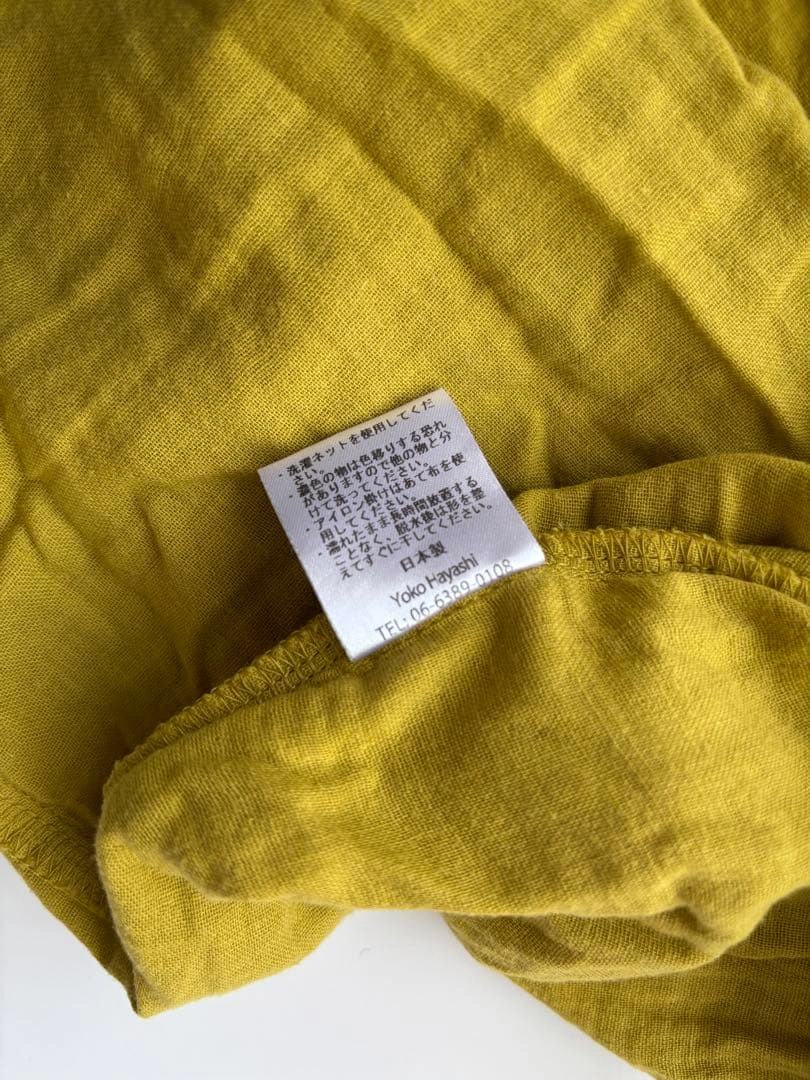 ・洗濯ネットを使用してくだ
さい。
・濃色の物は色移りする恐れ
がありますので他の物と分
けて洗ってください。
・アイロン掛けはあて布を使
用してください。
・濡れたまま長時間放置する
ことなく、脱水後は形を整
えてすぐに干してください。
日本製
Yoko Hayashi
TEL: 06-6389-0108